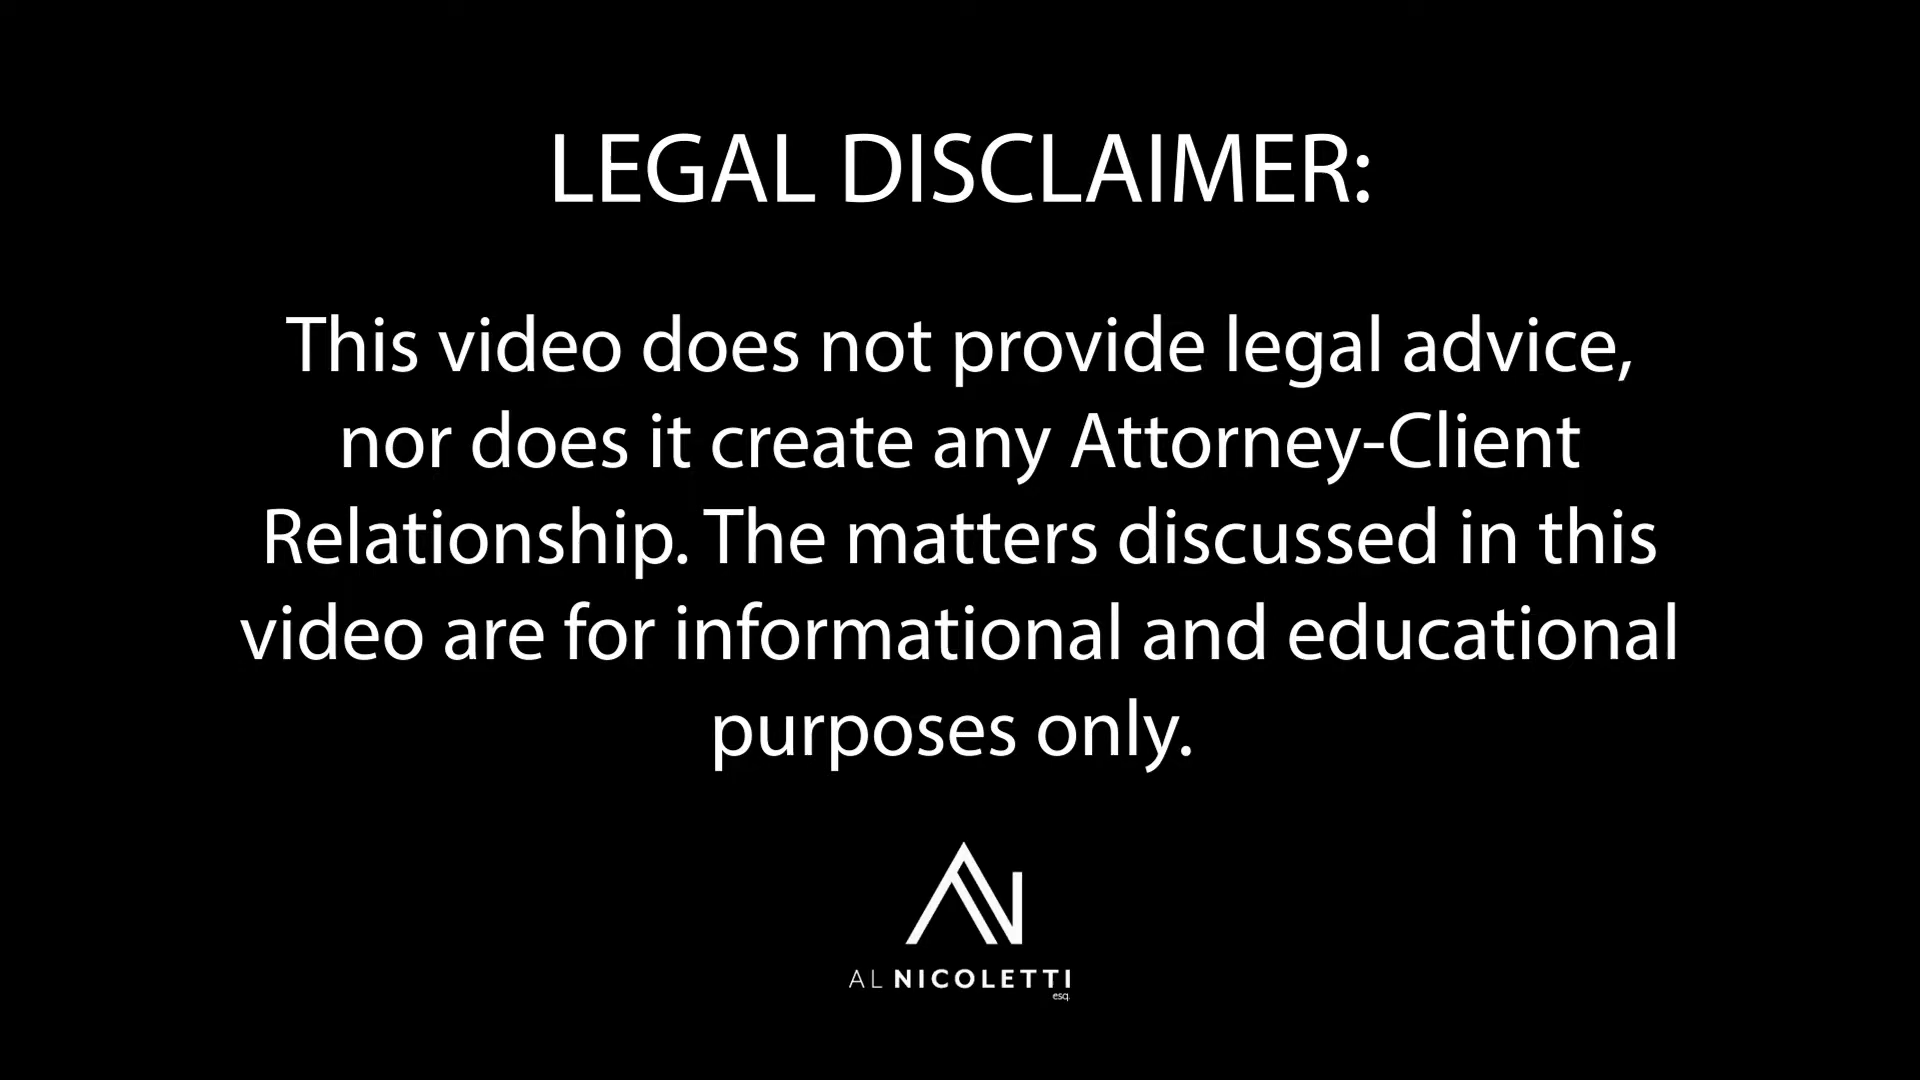 LEGAL DISCLAIMER:
This video does not provide legal advice,
nor does it create any Attorney-Client
Relationship. The matters discussed in this
video are for informational and educational
purposes only.
AL NICOLETTI
esq.